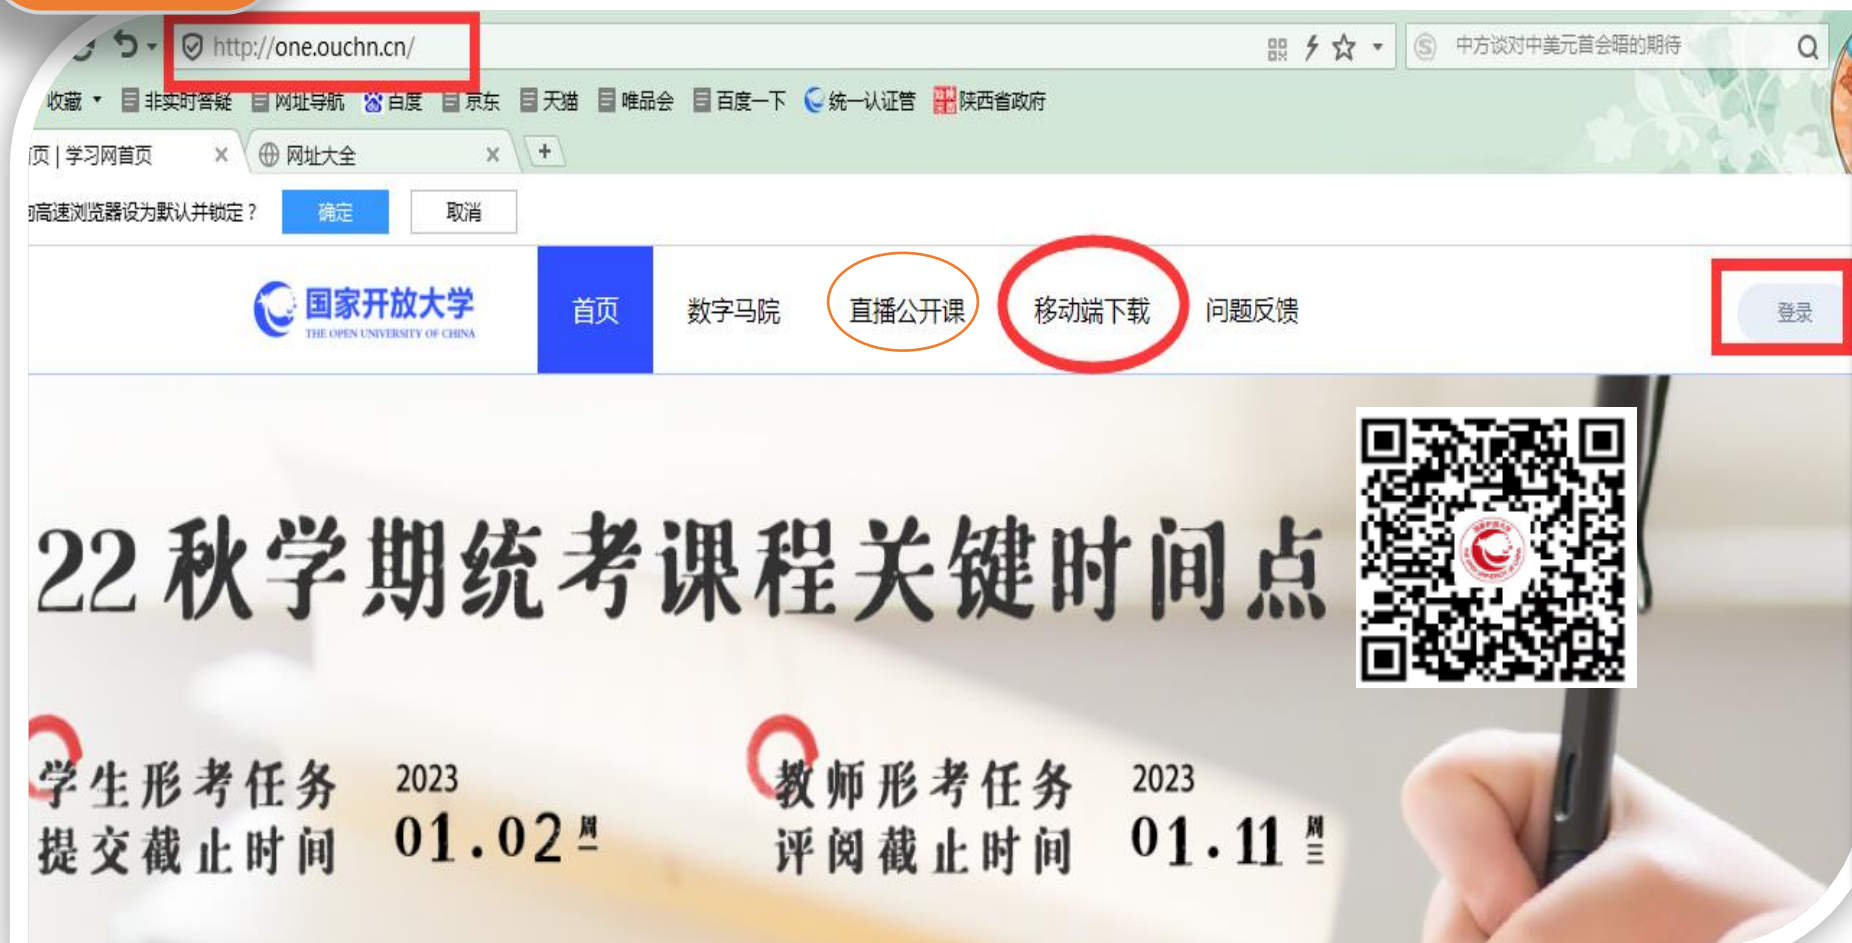 http://one.ouchn.cn/
中方谈对中美元首会晤的期待
收藏 非实时答疑 网址导航 百度 京东 天猫 唯品会 百度一下 统一认证管 陕西省政府
页 | 学习网首页 网址大全
高速浏览器设为默认并锁定？ 确定 取消
国家开放大学
THE OPEN UNIVERSITY OF CHINA
首页 数字马院 直播公开课 移动端下载 问题反馈 登录
22秋学期统考课程关键时间点
学生形考任务 2023
提交截止时间 01.02 周一
教师形考任务 2023
评阅截止时间 01.11 周三